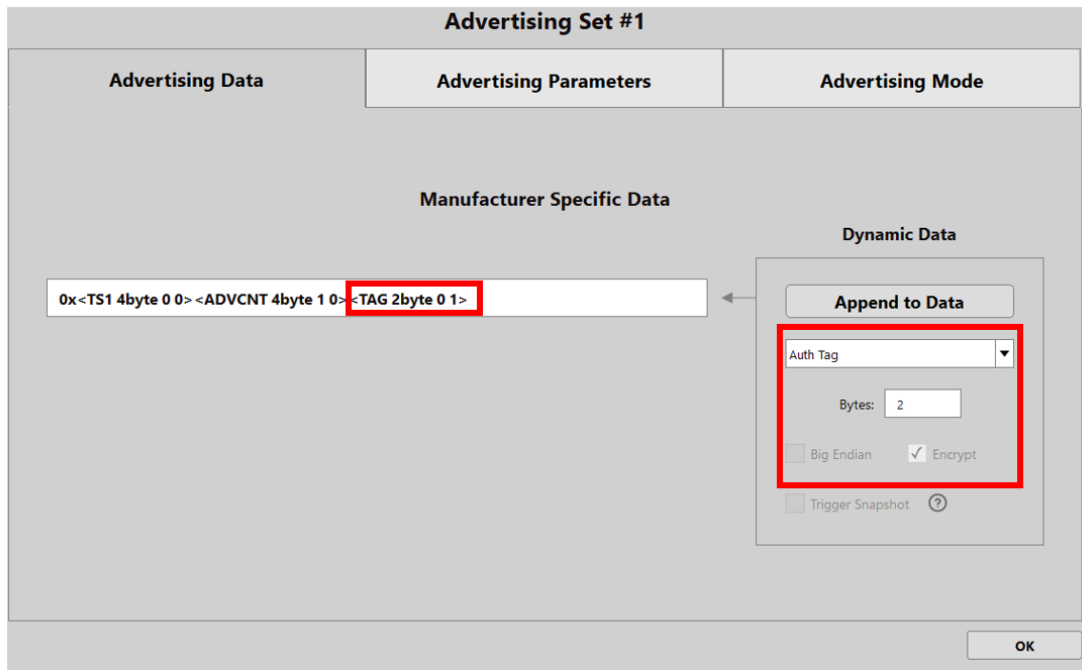 Advertising Set #1
Advertising Data
Advertising Parameters
Advertising Mode
Manufacturer Specific Data
Dynamic Data
0x<TS1 4byte 0 0><ADVCNT 4byte 1 0><TAG 2byte 0 1>
Append to Data
Auth Tag
Bytes: 2
Big Endian
Encrypt
Trigger Snapshot ?
OK